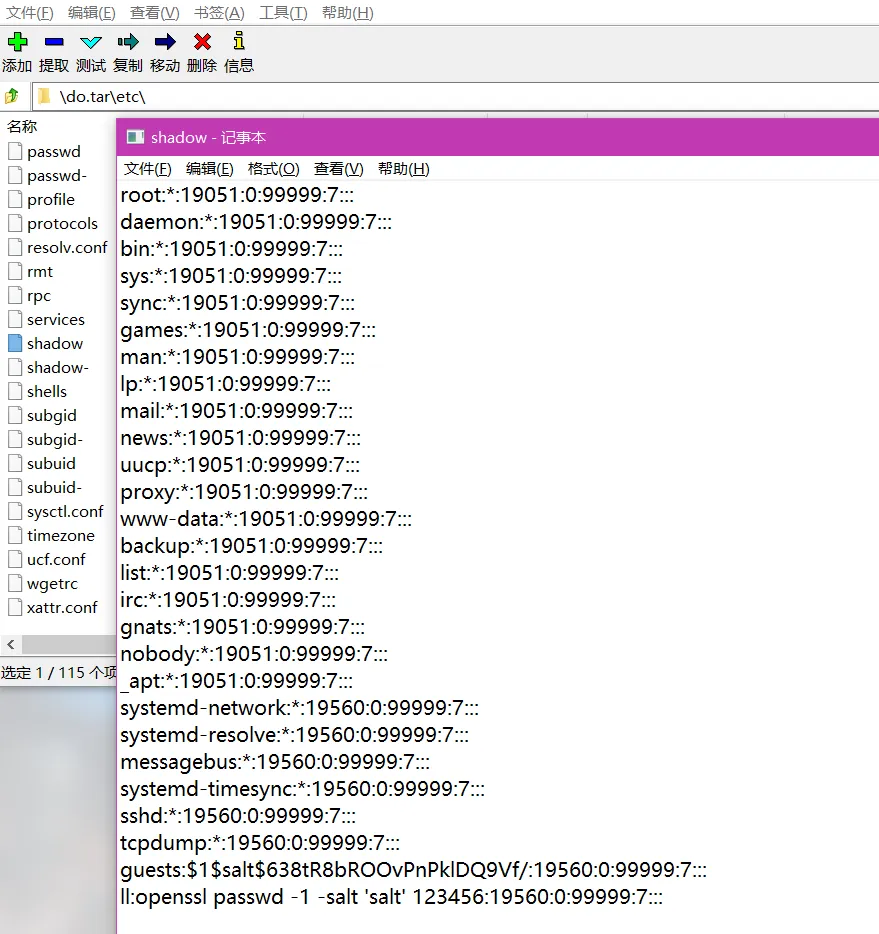 文件(F) 编辑(E) 查看(V) 书签(A) 工具(T) 帮助(H)
添加 提取 测试 复制 移动 删除 信息
\do.tar\etc\
名称
passwd
passwd-
profile
protocols
resolv.conf
rmt
rpc
services
shadow
shadow-
shells
subgid
subgid-
subuid
subuid-
sysctl.conf
timezone
ucf.conf
wgetrc
xattr.conf
选定 1 / 115 个
shadow - 记事本
文件(F) 编辑(E) 格式(O) 查看(V) 帮助(H)
root:*:19051:0:99999:7:::
daemon:*:19051:0:99999:7:::
bin:*:19051:0:99999:7:::
sys:*:19051:0:99999:7:::
sync:*:19051:0:99999:7:::
games:*:19051:0:99999:7:::
man:*:19051:0:99999:7:::
lp:*:19051:0:99999:7:::
mail:*:19051:0:99999:7:::
news:*:19051:0:99999:7:::
uucp:*:19051:0:99999:7:::
proxy:*:19051:0:99999:7:::
www-data:*:19051:0:99999:7:::
backup:*:19051:0:99999:7:::
list:*:19051:0:99999:7:::
irc:*:19051:0:99999:7:::
gnats:*:19051:0:99999:7:::
nobody:*:19051:0:99999:7:::
_apt:*:19051:0:99999:7:::
systemd-network:*:19560:0:99999:7:::
systemd-resolve:*:19560:0:99999:7:::
messagebus:*:19560:0:99999:7:::
systemd-timesync:*:19560:0:99999:7:::
sshd:*:19560:0:99999:7:::
tcpdump:*:19560:0:99999:7:::
guests:$1$salt$638tR8bROOvPnPklDQ9Vf/:19560:0:99999:7:::
ll:openssl passwd -1 -salt 'salt' 123456:19560:0:99999:7:::